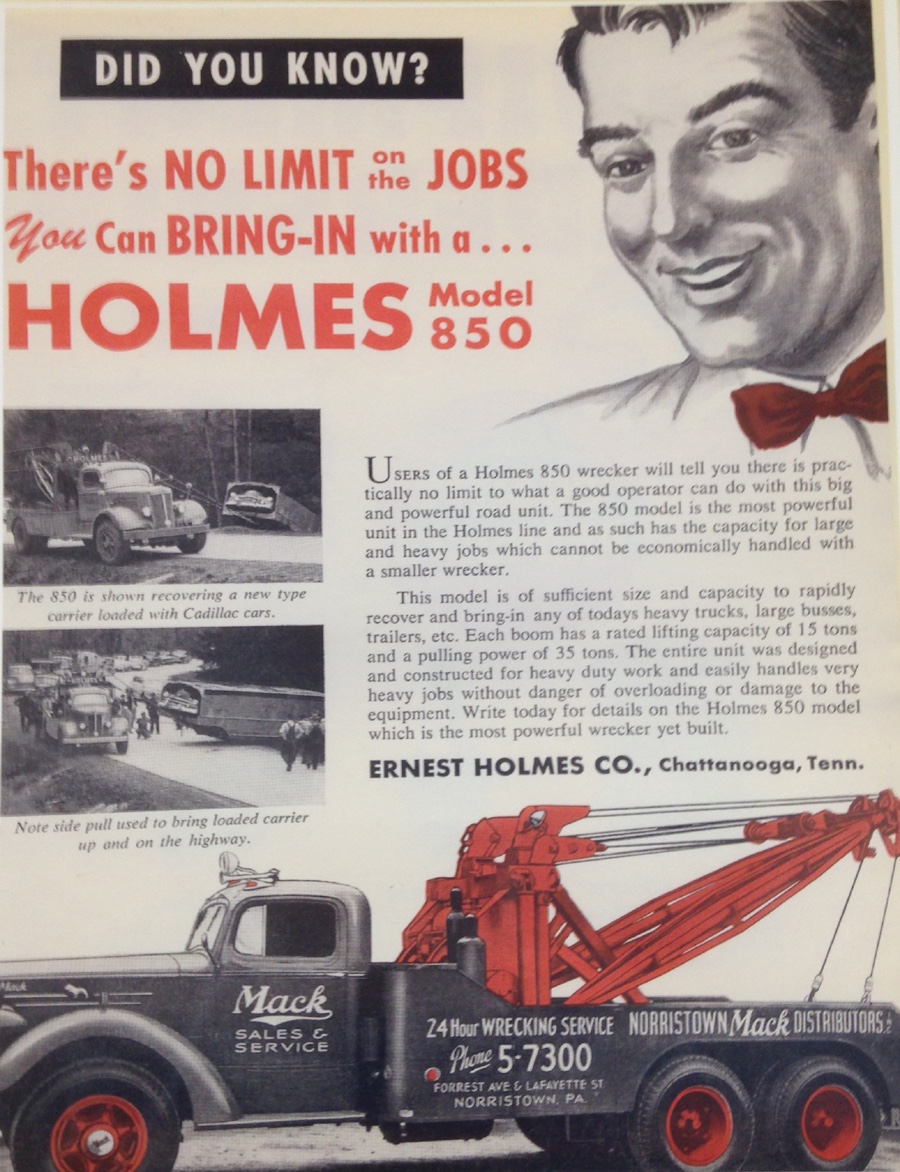 DID YOU KNOW?
There's NO LIMIT on the JOBS
You Can BRING-IN with a...
HOLMES Model 850
HOLMES
The 850 is shown recovering a new type
carrier loaded with Cadillac cars.
Note side pull used to bring loaded carrier
up and on the highway.
USERS of a Holmes 850 wrecker will tell you there is prac-
tically no limit to what a good operator can do with this big
and powerful road unit. The 850 model is the most powerful
unit in the Holmes line and as such has the capacity for large
and heavy jobs which cannot be economically handled with
a smaller wrecker.
This model is of sufficient size and capacity to rapidly
recover and bring-in any of todays heavy trucks, large busses,
trailers, etc. Each boom has a rated lifting capacity of 15 tons
and a pulling power of 35 tons. The entire unit was designed
and constructed for heavy duty work and easily handles very
heavy jobs without danger of overloading or damage to the
equipment. Write today for details on the Holmes 850 model
which is the most powerful wrecker yet built.
ERNEST HOLMES CO., Chattanooga, Tenn.
Mack
Mack
SALES &
SERVICE
24 Hour WRECKING SERVICE
Phone 5-7300
FORREST AVE. & LAFAYETTE ST.
NORRISTOWN, PA.
NORRISTOWN Mack DISTRIBUTORS